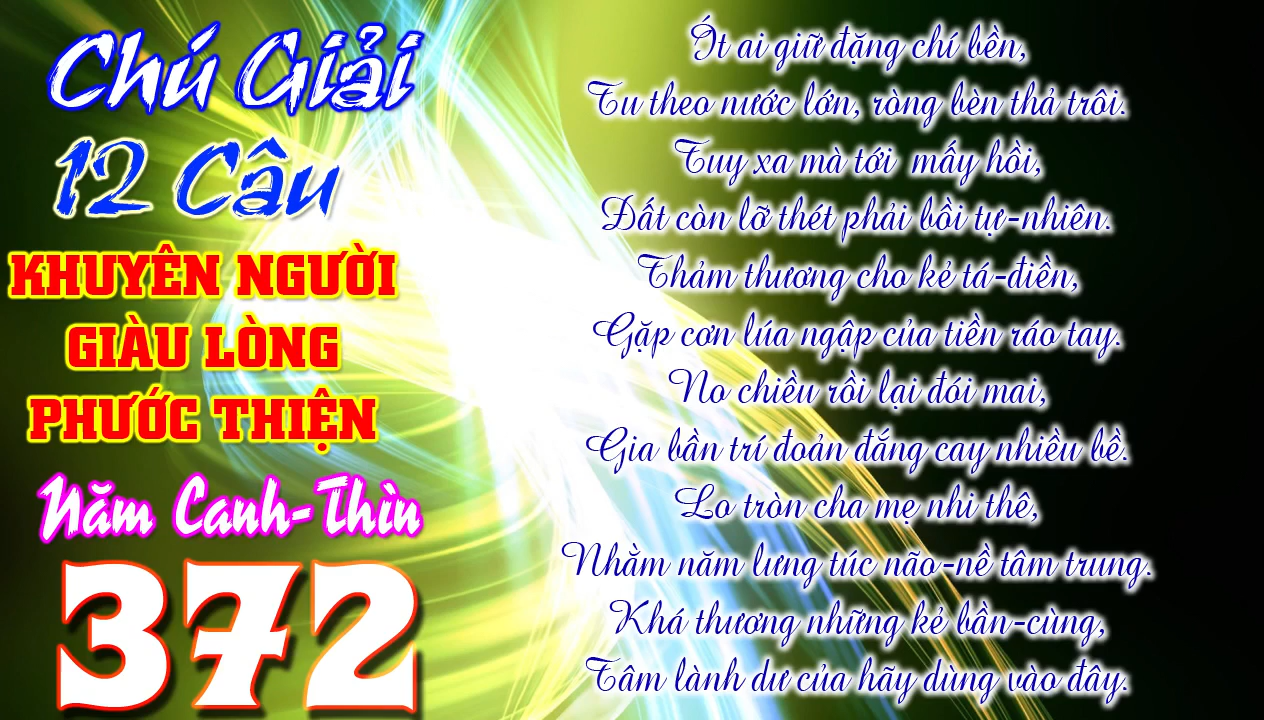 Chú Giải
12 Câu
KHUYÊN NGƯỜI
GIÀU LÒNG
PHƯỚC THIỆN
Năm Canh-Thìn
372
Ít ai giữ đặng chí bền,
Tu theo nước lớn, ròng bèn thả trôi.
Tuy xa mà tới mấy hồi,
Đất còn lỡ thét phải bồi tự-nhiên.
Thảm thương cho kẻ tá-điền,
Gặp cơn lúa ngập của tiền ráo tay.
No chiều rồi lại đói mai,
Gia bần trí đoản đắng cay nhiều bề.
Lo tròn cha mẹ nhi thê,
Nhằm năm lưng túc não-nề tâm trung.
Khá thương những kẻ bần-cùng,
Tâm lành dư của hãy dùng vào đây.